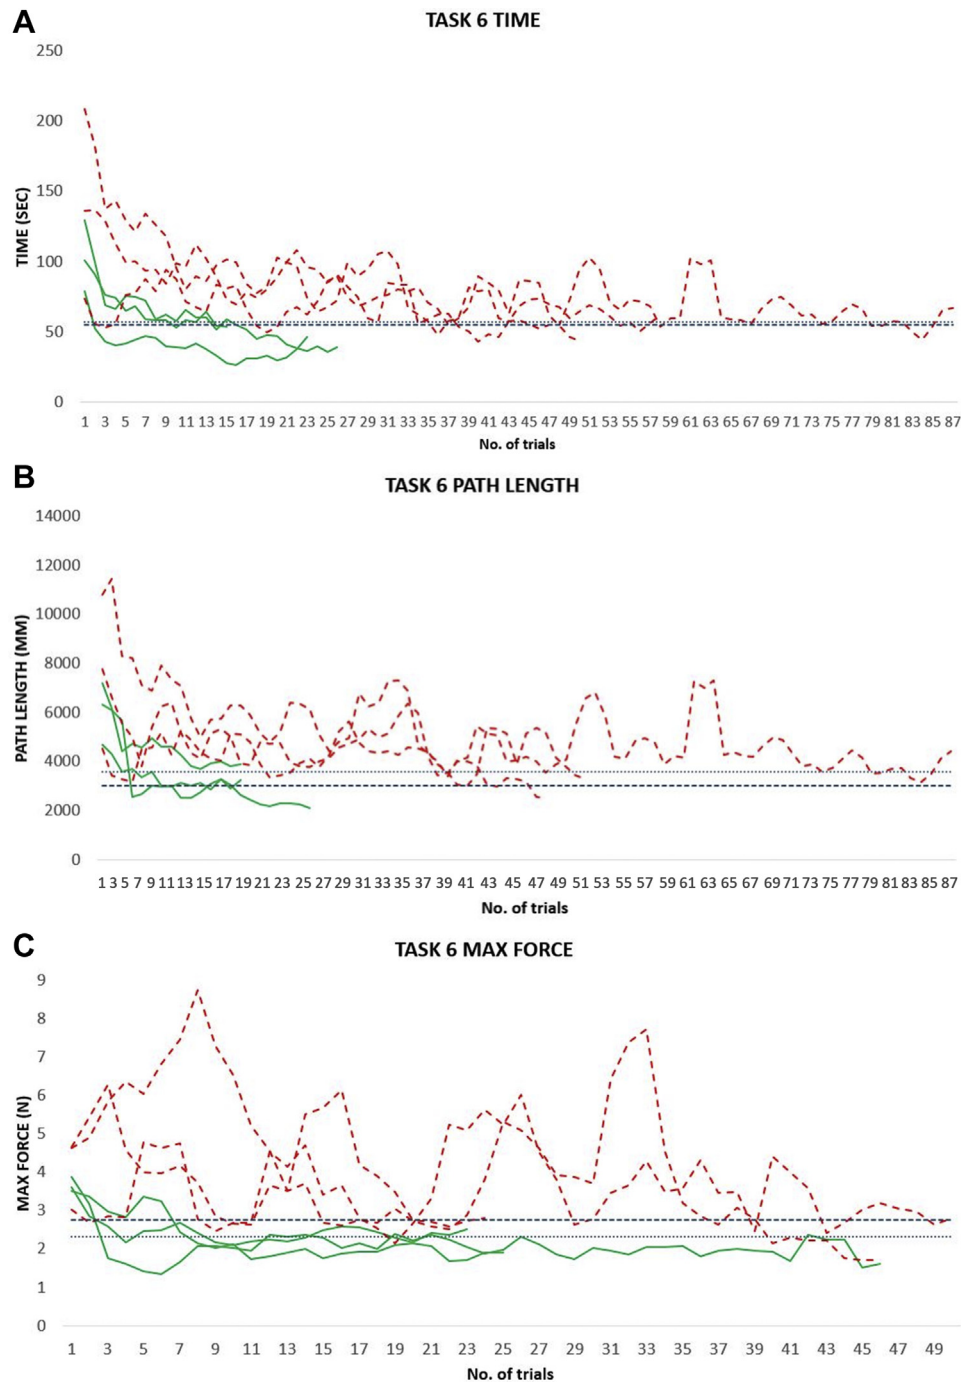 A
TASK 6 TIME
TIME (SEC)
250
200
150
100
50
0
1 3 5 7 9 11 13 15 17 19 21 23 25 27 29 31 33 35 37 39 41 43 45 47 49 51 53 55 57 59 61 63 65 67 69 71 73 75 77 79 81 83 85 87
No. of trials
B
TASK 6 PATH LENGTH
PATH LENGTH (MM)
14000
12000
10000
8000
6000
4000
2000
0
1 3 5 7 9 11 13 15 17 19 21 23 25 27 29 31 33 35 37 39 41 43 45 47 49 51 53 55 57 59 61 63 65 67 69 71 73 75 77 79 81 83 85 87
No. of trials
C
TASK 6 MAX FORCE
MAX FORCE (N)
9
8
7
6
5
4
3
2
1
0
1 3 5 7 9 11 13 15 17 19 21 23 25 27 29 31 33 35 37 39 41 43 45 47 49
No. of trials